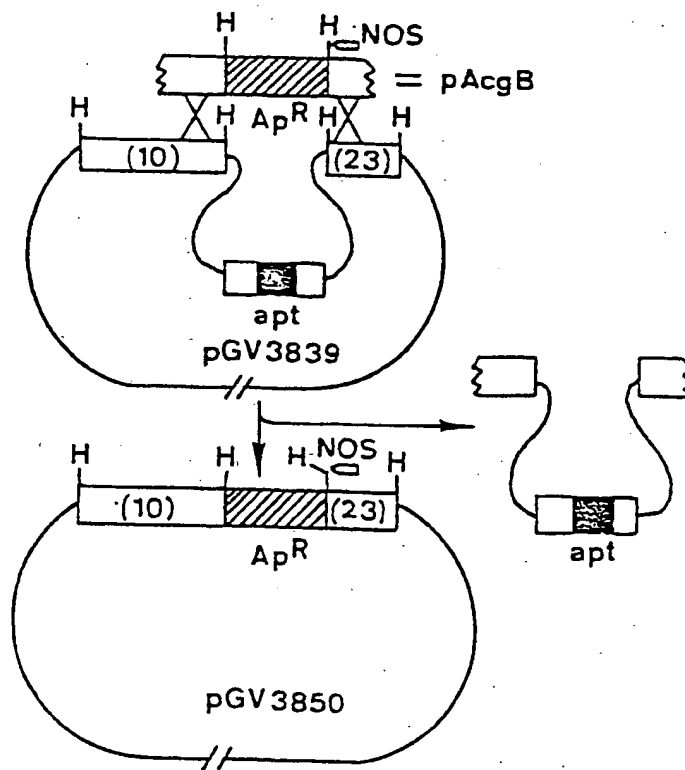 H H NOS
= pAcgB
H ApR H H H
(10) (23)
apt
pGV3839
H H H NOS H
(10) (23)
ApR
apt
pGV3850